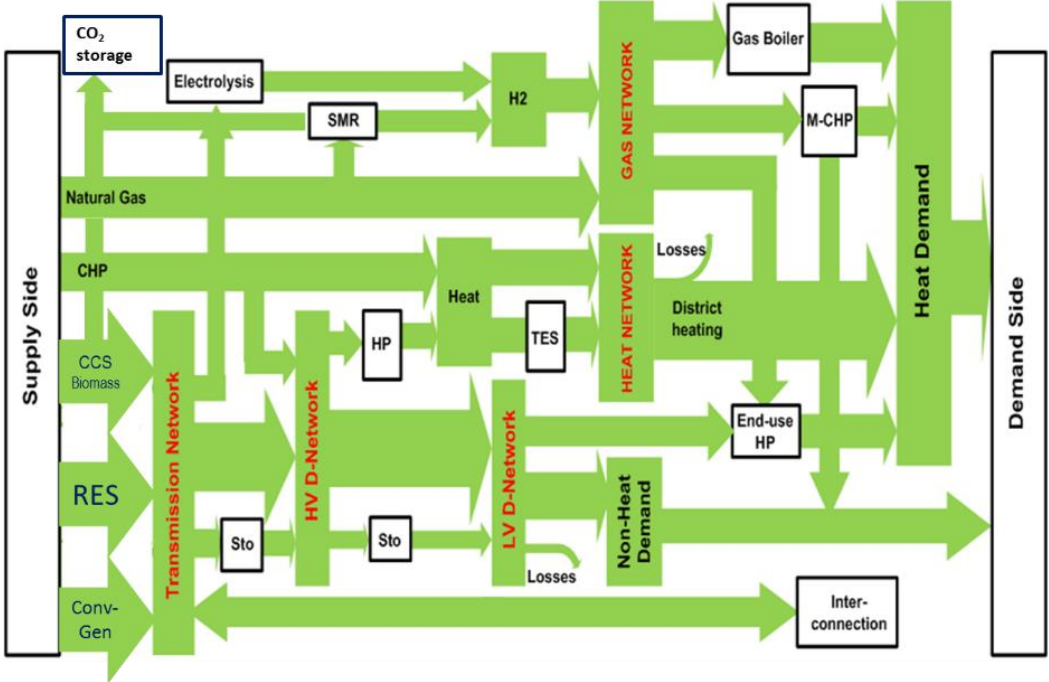 CO₂
storage
Electrolysis
SMR
H2
GAS NETWORK
Gas Boiler
M-CHP
Natural Gas
CHP
Heat
HP
TES
HEAT NETWORK
Losses
District
heating
Heat Demand
Supply Side
Demand Side
CCS
Biomass
RES
Conv-
Gen
Transmission Network
Sto
HV D-Network
Sto
LV D-Network
Losses
Non-Heat
Demand
End-use
HP
Inter-
connection